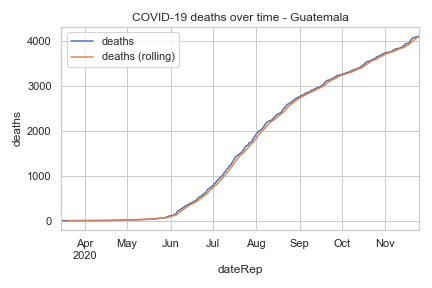 COVID-19 deaths over time - Guatemala
deaths
deaths (rolling)
deaths
4000
3000
2000
1000
0
Apr
2020
May
Jun
Jul
Aug
Sep
Oct
Nov
dateRep